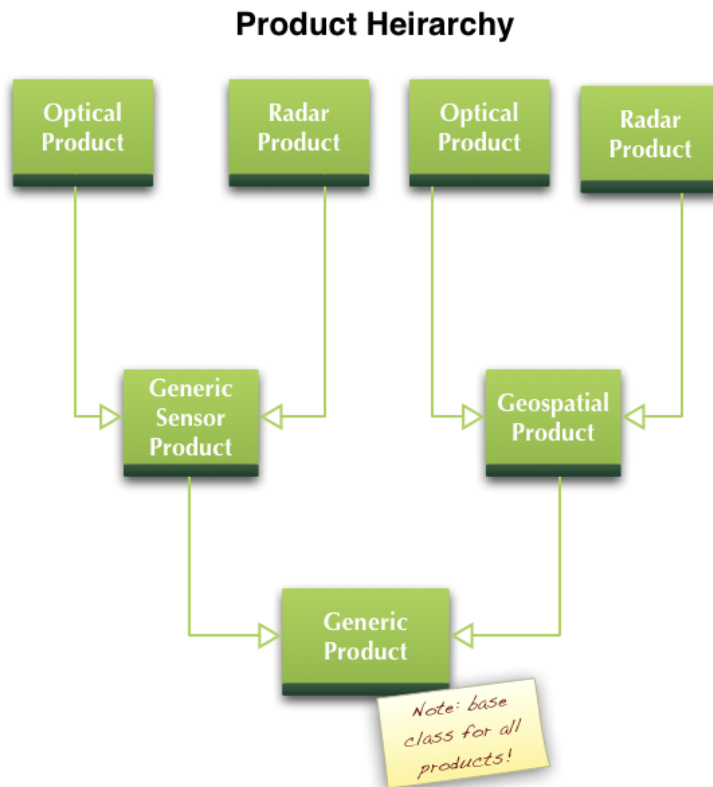 Product Heirarchy
Optical
Product
Radar
Product
Optical
Product
Radar
Product
Generic
Sensor
Product
Geospatial
Product
Generic
Product
Note: base
class for all
products!